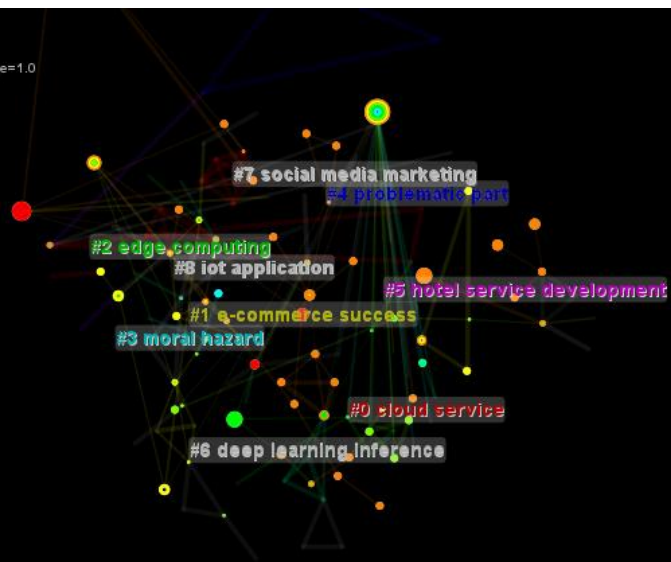 e=1.0
#7 social media marketing
#4 problematic part
#2 edge computing
#8 iot application
#5 hotel service development
#1 e-commerce success
#3 moral hazard
#0 cloud service
#6 deep learning inference